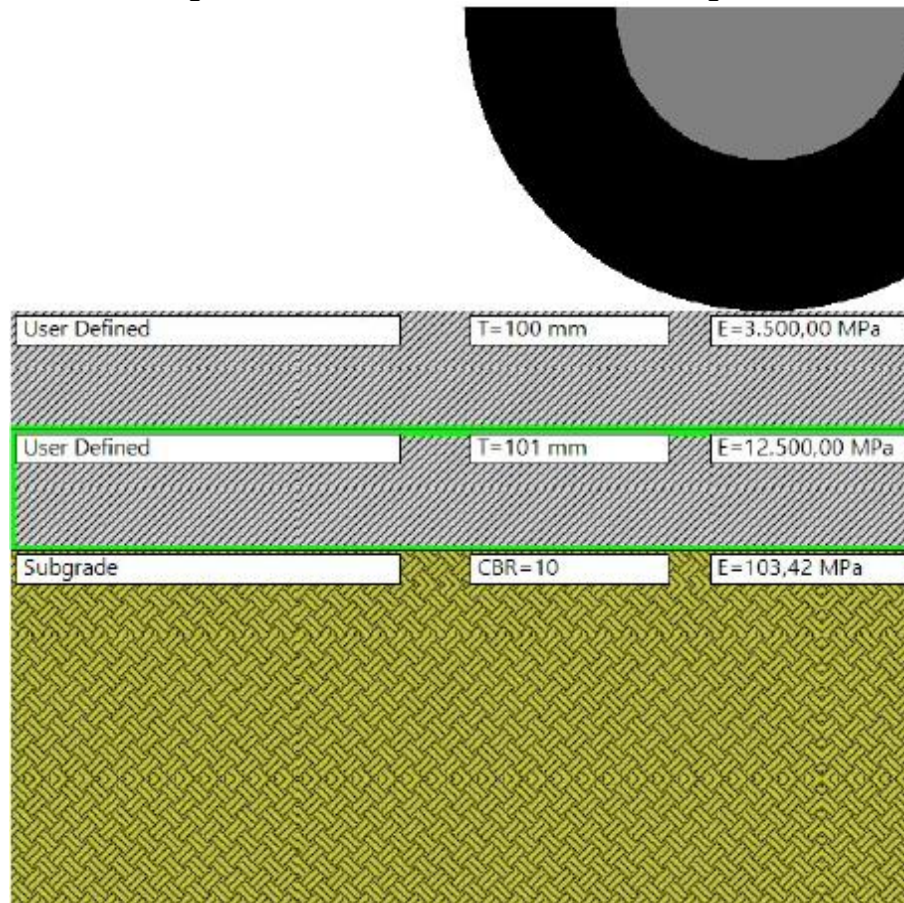 User Defined T=100 mm E=3.500,00 MPa
User Defined T=101 mm E=12.500,00 MPa
Subgrade CBR=10 E=103,42 MPa